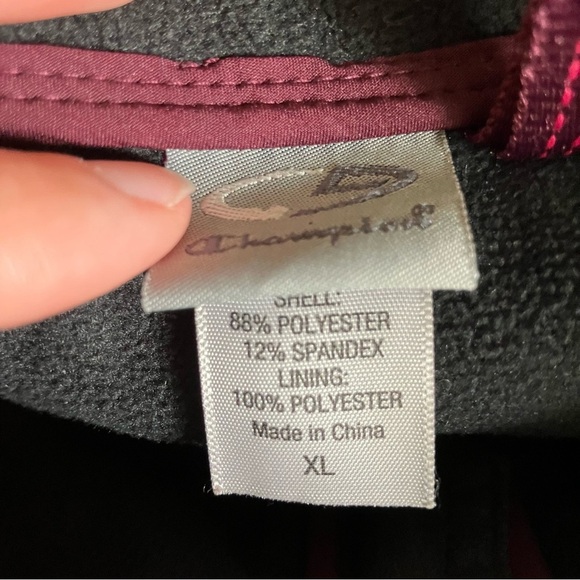 Champion®
SHELL:
88% POLYESTER
12% SPANDEX
LINING:
100% POLYESTER
Made in China
XL